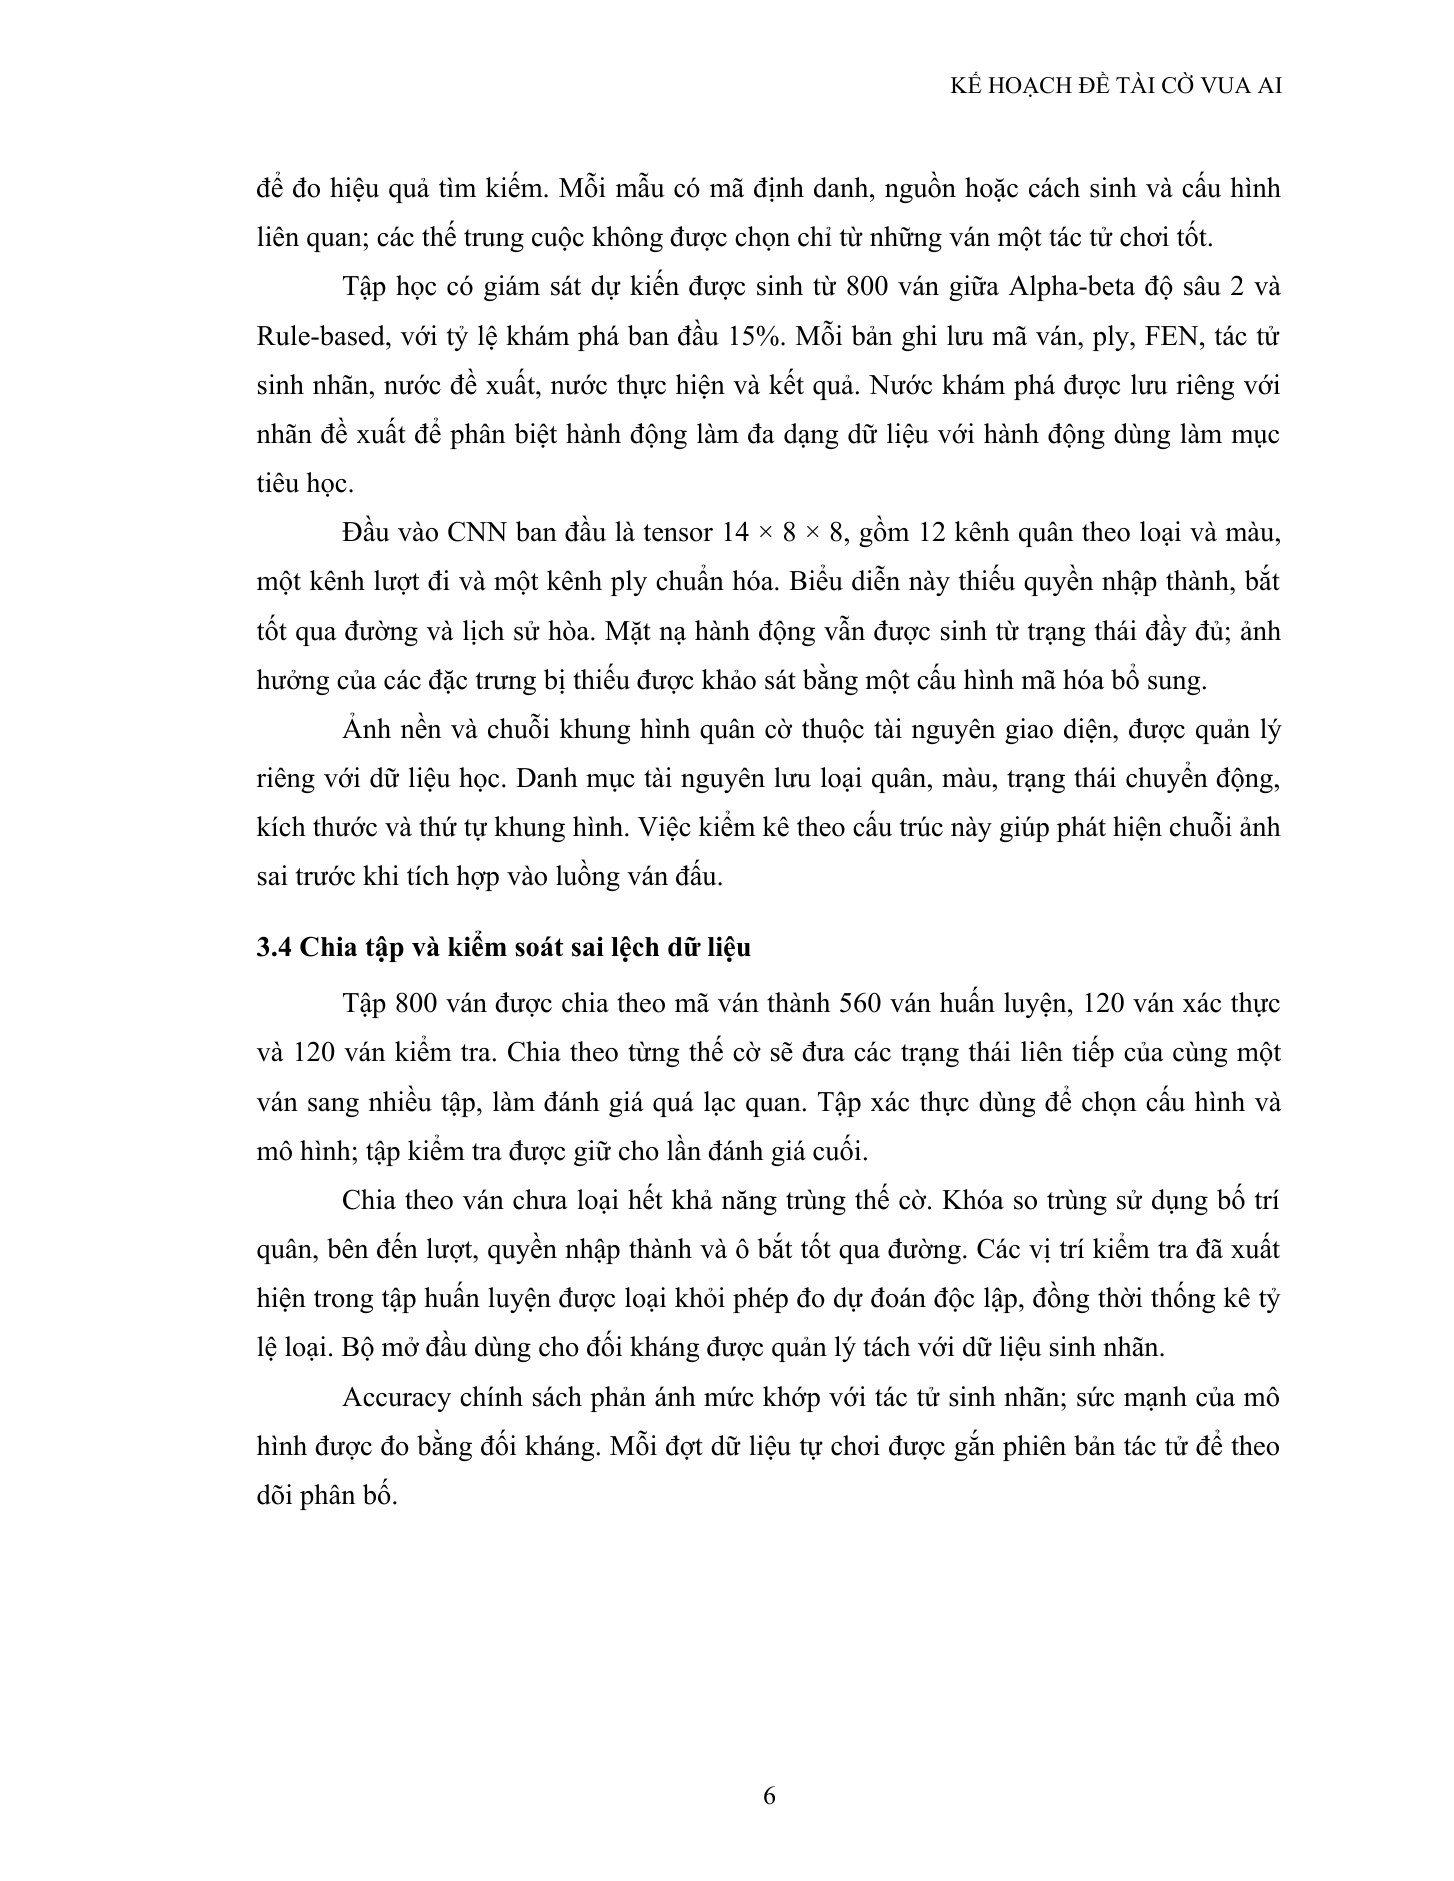 KẾ HOẠCH ĐỀ TÀI CỜ VUA AI
để đo hiệu quả tìm kiếm. Mỗi mẫu có mã định danh, nguồn hoặc cách sinh và cấu hình
liên quan; các thế trung cuộc không được chọn chỉ từ những ván một tác tử chơi tốt.
Tập học có giám sát dự kiến được sinh từ 800 ván giữa Alpha-beta độ sâu 2 và
Rule-based, với tỷ lệ khám phá ban đầu 15%. Mỗi bản ghi lưu mã ván, ply, FEN, tác tử
sinh nhãn, nước đề xuất, nước thực hiện và kết quả. Nước khám phá được lưu riêng với
nhãn đề xuất để phân biệt hành động làm đa dạng dữ liệu với hành động dùng làm mục
tiêu học.
Đầu vào CNN ban đầu là tensor 14 × 8 × 8, gồm 12 kênh quân theo loại và màu,
một kênh lượt đi và một kênh ply chuẩn hóa. Biểu diễn này thiếu quyền nhập thành, bắt
tốt qua đường và lịch sử hòa. Mặt nạ hành động vẫn được sinh từ trạng thái đầy đủ; ảnh
hưởng của các đặc trưng bị thiếu được khảo sát bằng một cấu hình mã hóa bổ sung.
Ảnh nền và chuỗi khung hình quân cờ thuộc tài nguyên giao diện, được quản lý
riêng với dữ liệu học. Danh mục tài nguyên lưu loại quân, màu, trạng thái chuyển động,
kích thước và thứ tự khung hình. Việc kiểm kê theo cấu trúc này giúp phát hiện chuỗi ảnh
sai trước khi tích hợp vào luồng ván đấu.
3.4 Chia tập và kiểm soát sai lệch dữ liệu
Tập 800 ván được chia theo mã ván thành 560 ván huấn luyện, 120 ván xác thực
và 120 ván kiểm tra. Chia theo từng thế cờ sẽ đưa các trạng thái liên tiếp của cùng một
ván sang nhiều tập, làm đánh giá quá lạc quan. Tập xác thực dùng để chọn cấu hình và
mô hình; tập kiểm tra được giữ cho lần đánh giá cuối.
Chia theo ván chưa loại hết khả năng trùng thế cờ. Khóa so trùng sử dụng bố trí
quân, bên đến lượt, quyền nhập thành và ô bắt tốt qua đường. Các vị trí kiểm tra đã xuất
hiện trong tập huấn luyện được loại khỏi phép đo dự đoán độc lập, đồng thời thống kê tỷ
lệ loại. Bộ mở đầu dùng cho đối kháng được quản lý tách với dữ liệu sinh nhãn.
Accuracy chính sách phản ánh mức khớp với tác tử sinh nhãn; sức mạnh của mô
hình được đo bằng đối kháng. Mỗi đợt dữ liệu tự chơi được gắn phiên bản tác tử để theo
dõi phân bố.
6